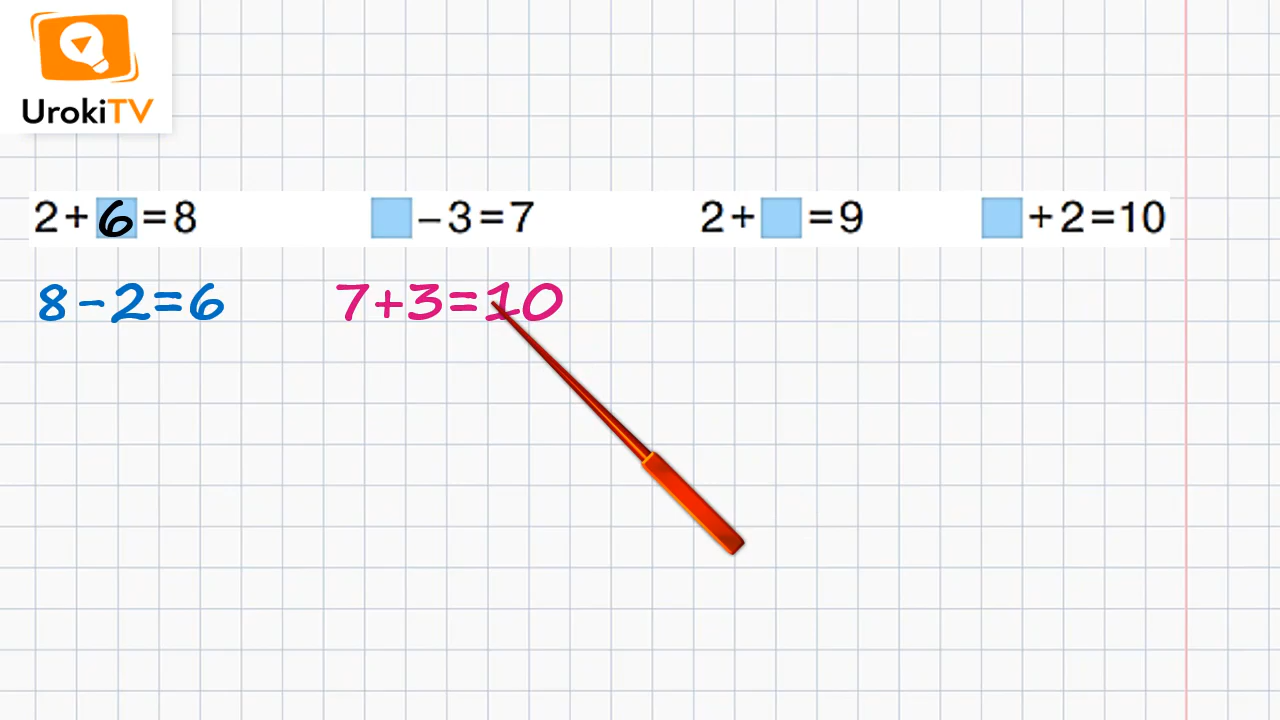 UrokiTV
2+6=8 −3=7 2+ =9 +2=10
8−2=6 7+3=10